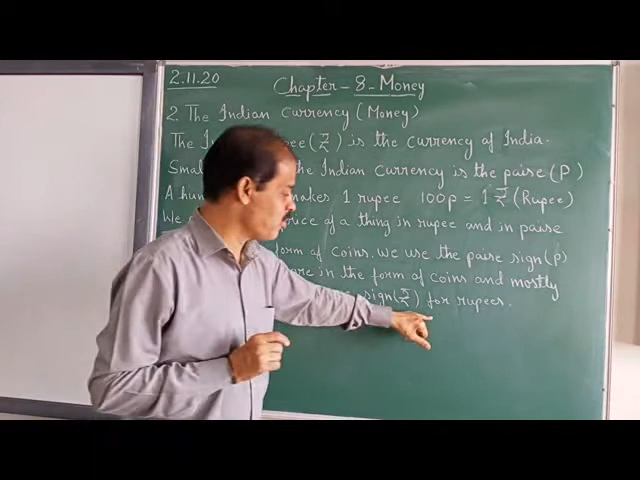 2.11.20
Chapter - 8 - Money
2. The Indian Currency (Money)
The In ee (₹) is the currency of India.
Small the Indian Currency is the paise (P)
A hun makes 1 rupee 100p = 1 ₹ (Rupee)
We rice of a thing in rupee and in paise
form of coins. We use the paise sign (p)
are in the form of coins and mostly
sign (₹) for rupees.